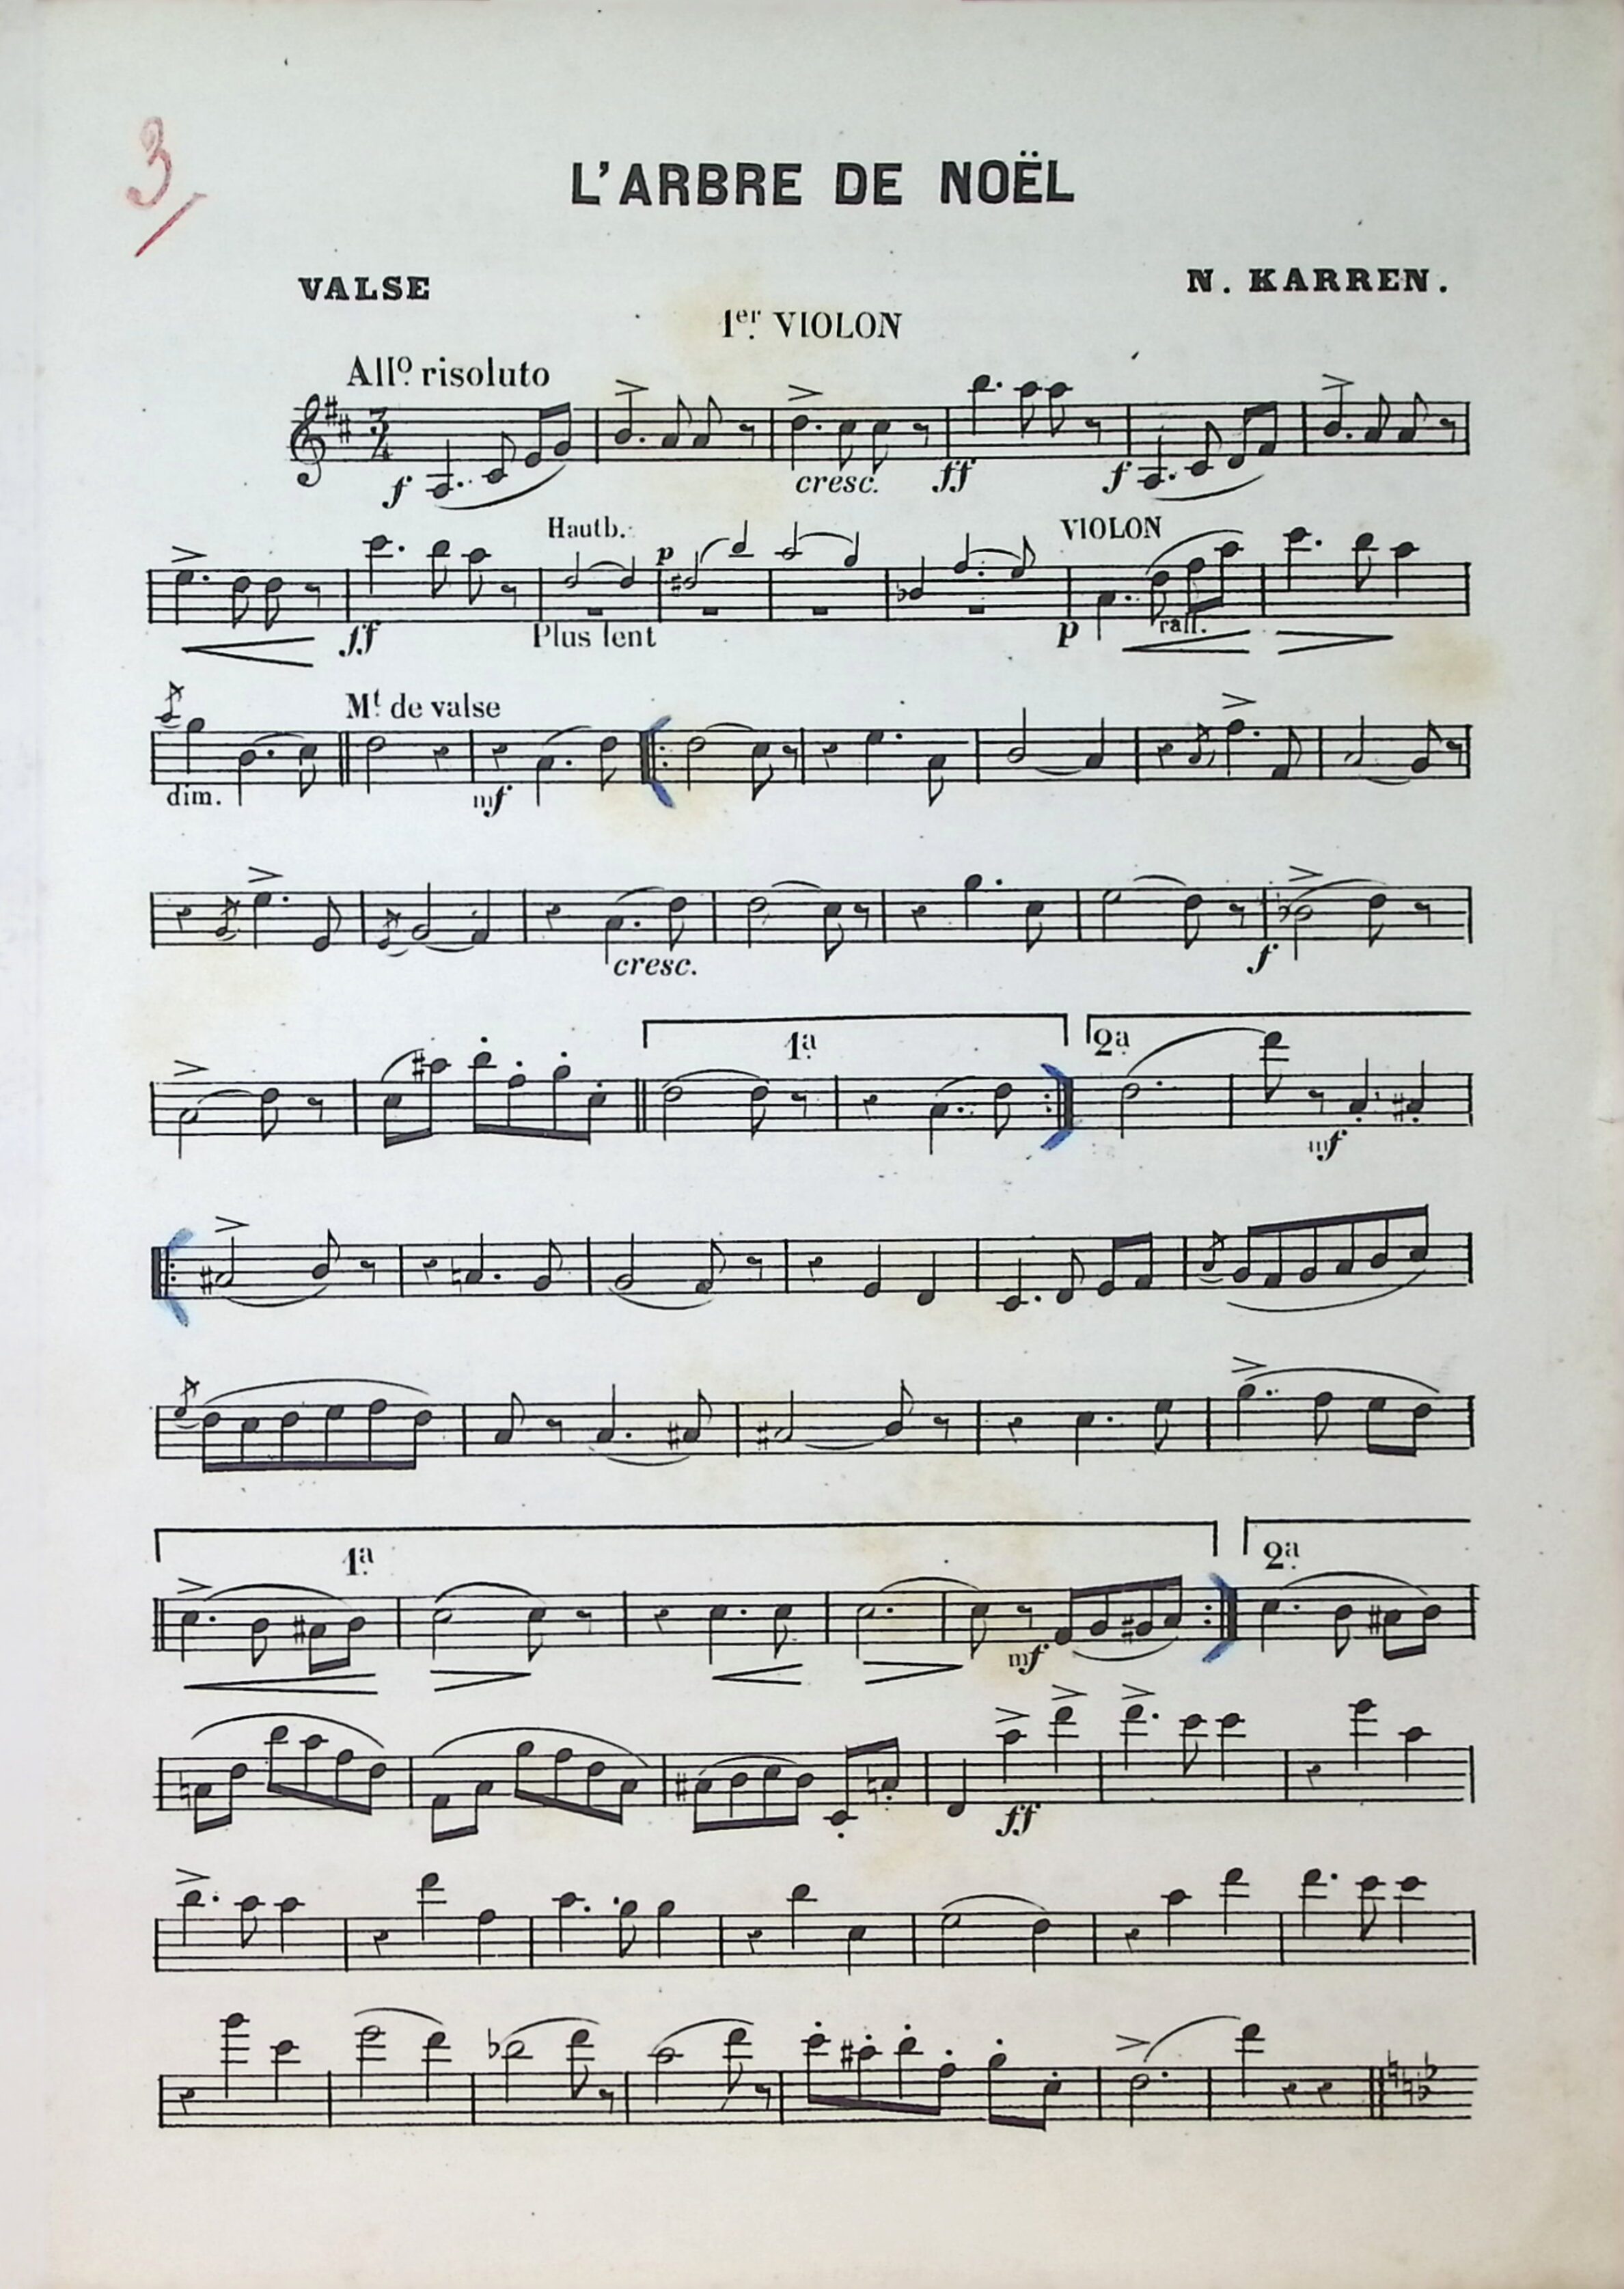 3
L'ARBRE DE NOËL
VALSE
N. KARREN.
1er VIOLON
Allo risoluto
3
4
f cresc. ff f
Hautb. p VIOLON
ff Plus lent p rall.
Mt de valse
dim. mf
cresc. f
1a 2a
mf
1a 2a
mf
ff